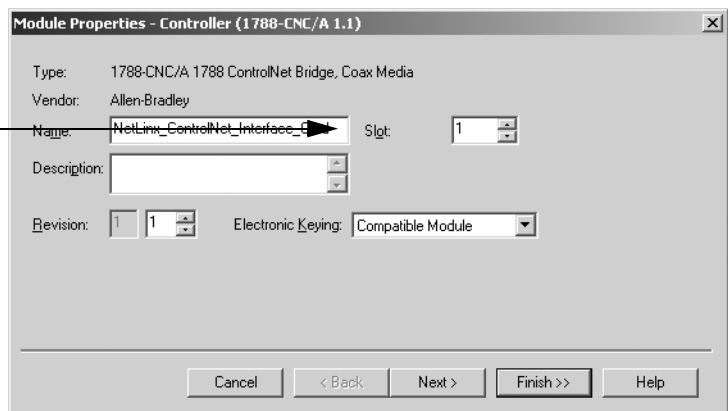 Module Properties - Controller (1788-CNC/A 1.1)
Type: 1788-CNC/A 1788 ControlNet Bridge, Coax Media
Vendor: Allen-Bradley
Name: NetLinx_ControlNet_Interface_Card Slot: 1
Description:
Revision: 1 1 Electronic Keying: Compatible Module
Cancel < Back Next > Finish >> Help